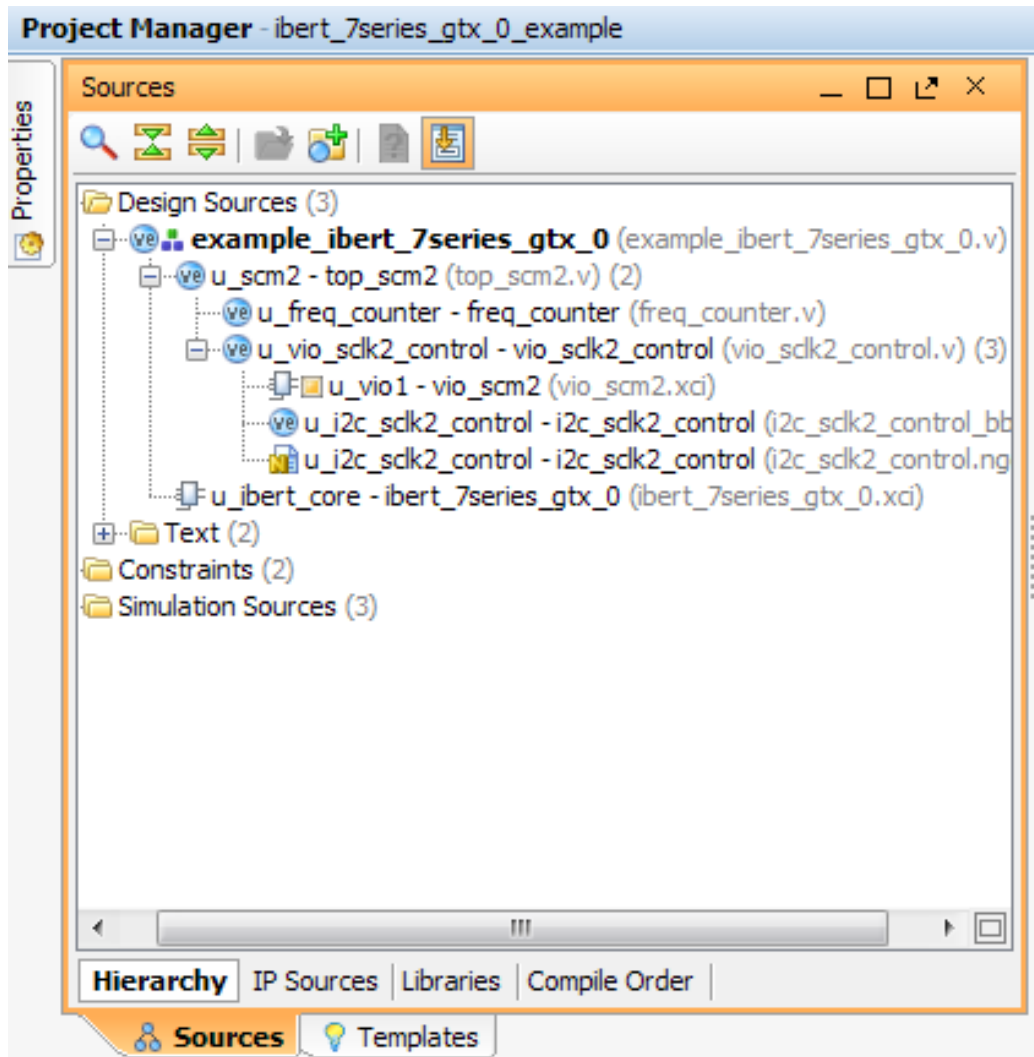 Project Manager - ibert_7series_gtx_0_example
Properties
Sources
Design Sources (3)
example_ibert_7series_gtx_0 (example_ibert_7series_gtx_0.v)
u_scm2 - top_scm2 (top_scm2.v) (2)
u_freq_counter - freq_counter (freq_counter.v)
u_vio_sclk2_control - vio_sclk2_control (vio_sclk2_control.v) (3)
u_vio1 - vio_scm2 (vio_scm2.xci)
u_i2c_sclk2_control - i2c_sclk2_control (i2c_sclk2_control_bb
u_i2c_sclk2_control - i2c_sclk2_control (i2c_sclk2_control.ng
u_ibert_core - ibert_7series_gtx_0 (ibert_7series_gtx_0.xci)
Text (2)
Constraints (2)
Simulation Sources (3)
Hierarchy IP Sources Libraries Compile Order
Sources Templates